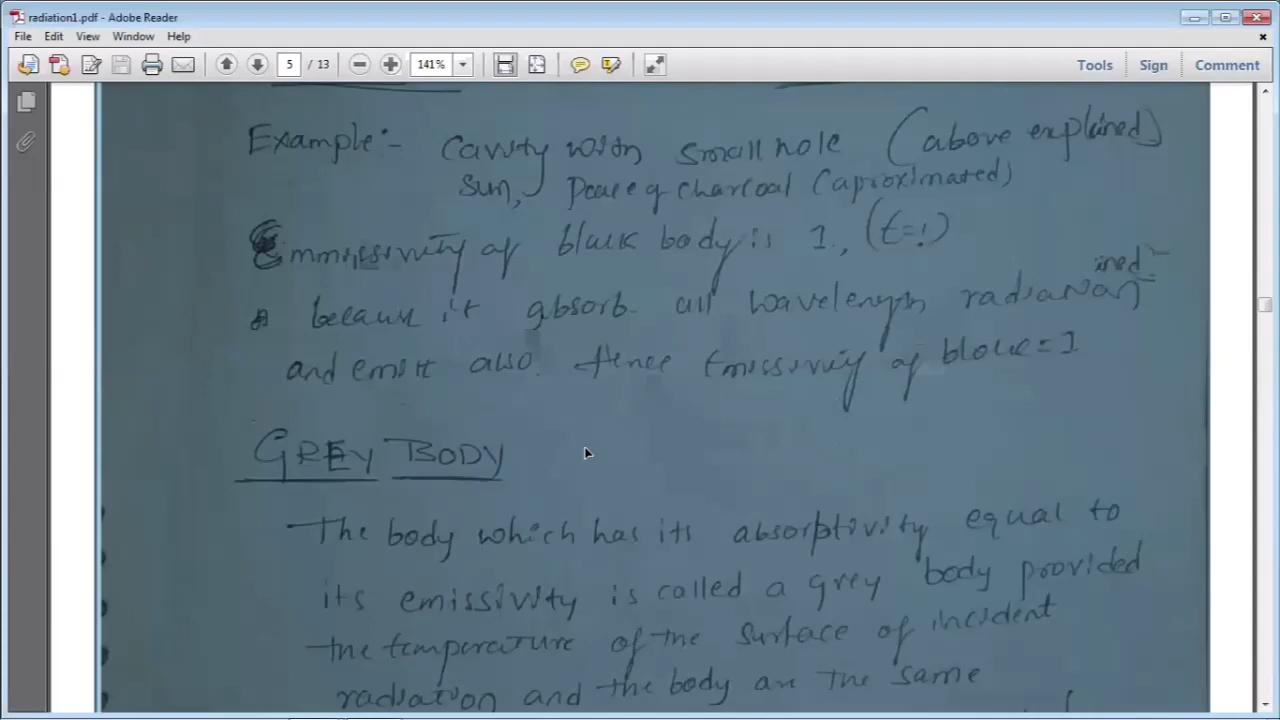 radiation1.pdf - Adobe Reader
File Edit View Window Help
5 / 13 141% Tools Sign Comment
Example:- Cavity with small hole (above explained)
Sun, Peace of charcoal (aproximated)
Emmissivity of black body is 1, (ϵ=1)
because it absorb all wavelength radiation
and emitt also. Hence Emissivity of black = 1
GREY BODY
The body which has its absorptivity equal to
its emissivity is called a grey body provided
the temperature of the surface of incident
radiation and the body are the same